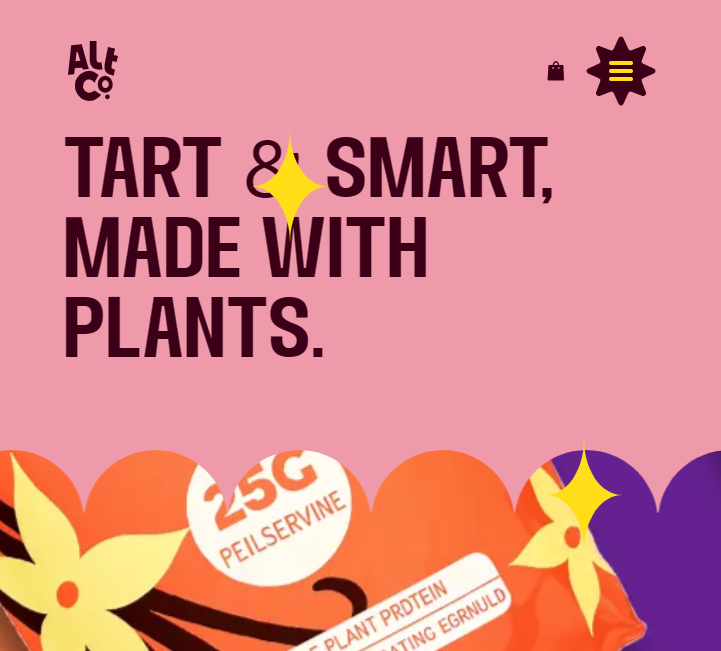 ALt
Co.
TART & SMART,
MADE WITH
PLANTS.
25G
PEILSERVINE
PLANT PRDTEIN
EGRNULD